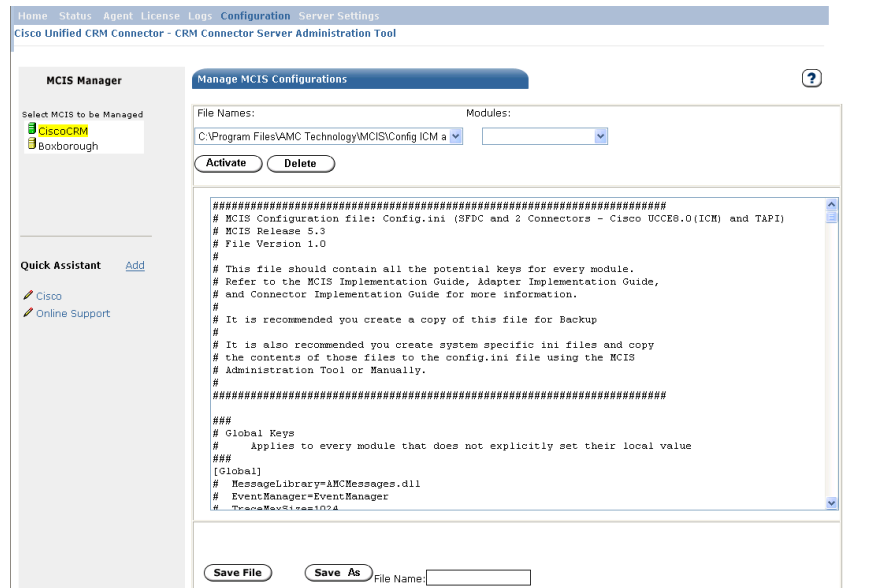 Home Status Agent License Logs Configuration Server Settings
Cisco Unified CRM Connector - CRM Connector Server Administration Tool
MCIS Manager
Select MCIS to be Managed
CiscoCRM
Boxborough
Quick Assistant Add
Cisco
Online Support
Manage MCIS Configurations
?
File Names: Modules:
C:\Program Files\AMC Technology\MCIS\Config ICM a
Activate Delete
########################################################################
# MCIS Configuration file: Config.ini (SFDC and 2 Connectors - Cisco UCCE8.0(ICM) and TAPI)
# MCIS Release 5.3
# File Version 1.0
#
# This file should contain all the potential keys for every module.
# Refer to the MCIS Implementation Guide, Adapter Implementation Guide,
# and Connector Implementation Guide for more information.
#
# It is recommended you create a copy of this file for Backup
#
# It is also recommended you create system specific ini files and copy
# the contents of those files to the config.ini file using the MCIS
# Administration Tool or Manually.
#
########################################################################
###
# Global Keys
# Applies to every module that does not explicitly set their local value
###
[Global]
# MessageLibrary=AMCMessages.dll
# EventManager=EventManager
# TraceMaxSize=1024
Save File Save As File Name: